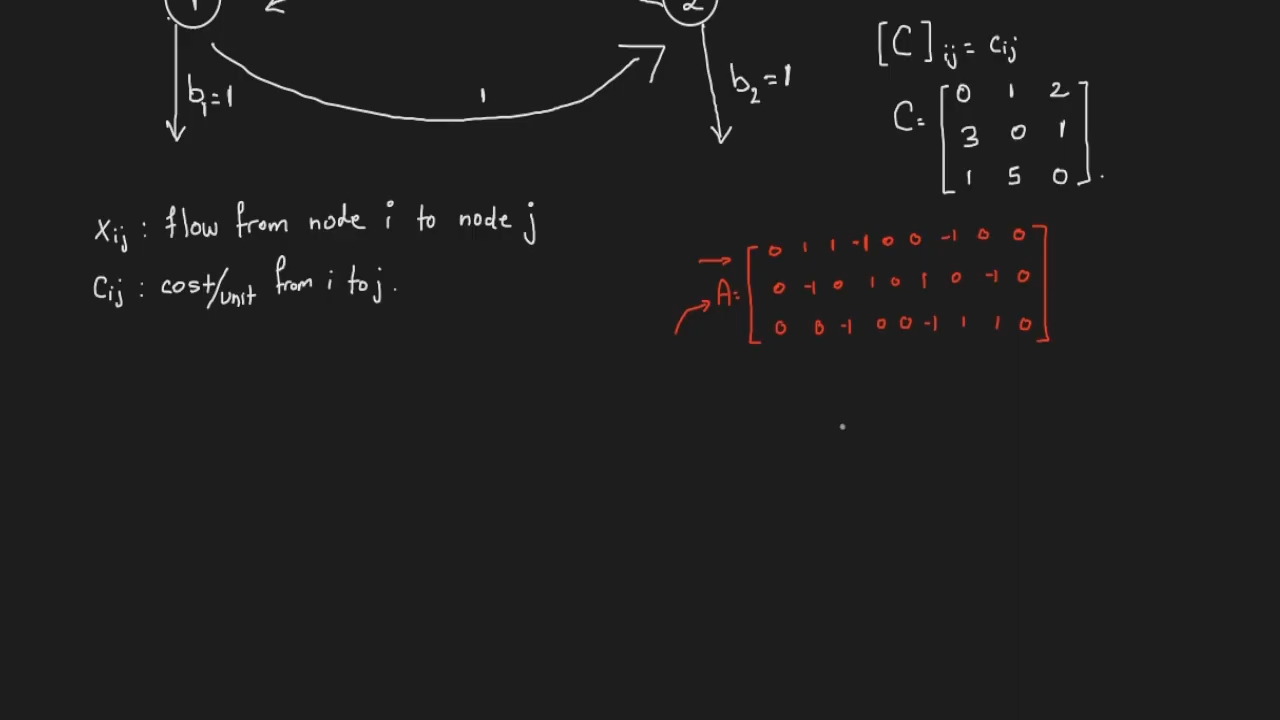 1
2
b₁=1
1
b₂=1
[C]ᵢⱼ = cᵢⱼ
C= [0 1 2
3 0 1
1 5 0].
xᵢⱼ : flow from node i to node j
cᵢⱼ : cost/unit from i to j.
A= [0 1 1 -1 0 0 -1 0 0
0 -1 0 1 0 1 0 -1 0
0 0 -1 0 0 -1 1 1 0]